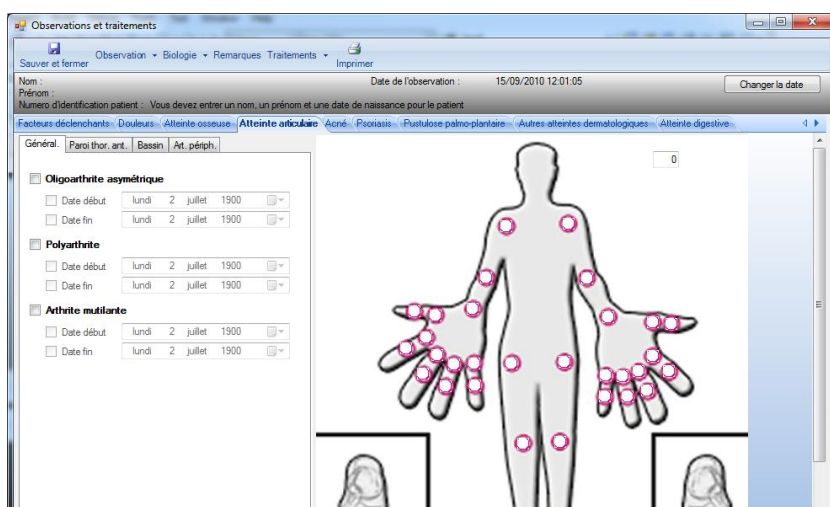 Observations et traitements
Sauver et fermer Observation Biologie Remarques Traitements Imprimer
Nom : Date de l'observation : 15/09/2010 12:01:05 Changer la date
Prénom :
Numero d'identification patient : Vous devez entrer un nom, un prénom et une date de naissance pour le patient
Facteurs déclenchants Douleurs Atteinte osseuse Atteinte articulaire Acné Psoriasis Pustulose palmo-plantaire Autres atteintes dermatologiques Atteinte digestive
Général. Paroi thor. ant. Bassin Art. périph.
0
Oligoarthrite asymétrique
Date début lundi 2 juillet 1900
Date fin lundi 2 juillet 1900
Polyarthrite
Date début lundi 2 juillet 1900
Date fin lundi 2 juillet 1900
Arthrite mutilante
Date début lundi 2 juillet 1900
Date fin lundi 2 juillet 1900